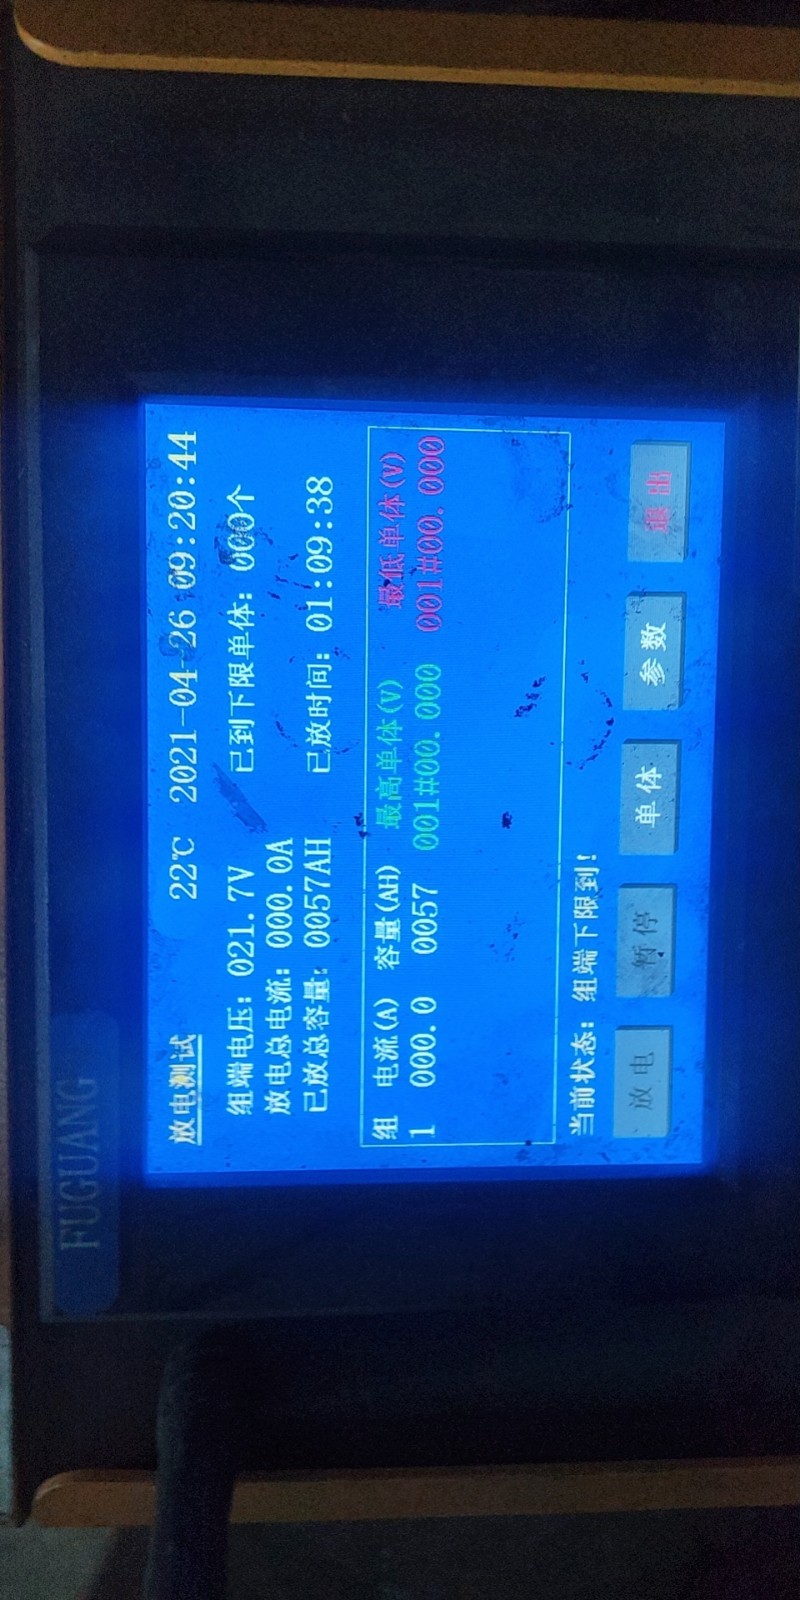 FUGUANG
放电测试 22℃ 2021-04-26 09:20:44
组端电压: 021.7V 已到下限单体: 000个
放电总电流: 000.0A
已放总容量: 0057AH 已放时间: 01:09:38
组 电流(A) 容量(AH) 最高单体(V) 最低单体(V)
1 000.0 0057 001#00.000 001#00.000
当前状态: 组端下限到!
放电 暂停 单体 参数 退出